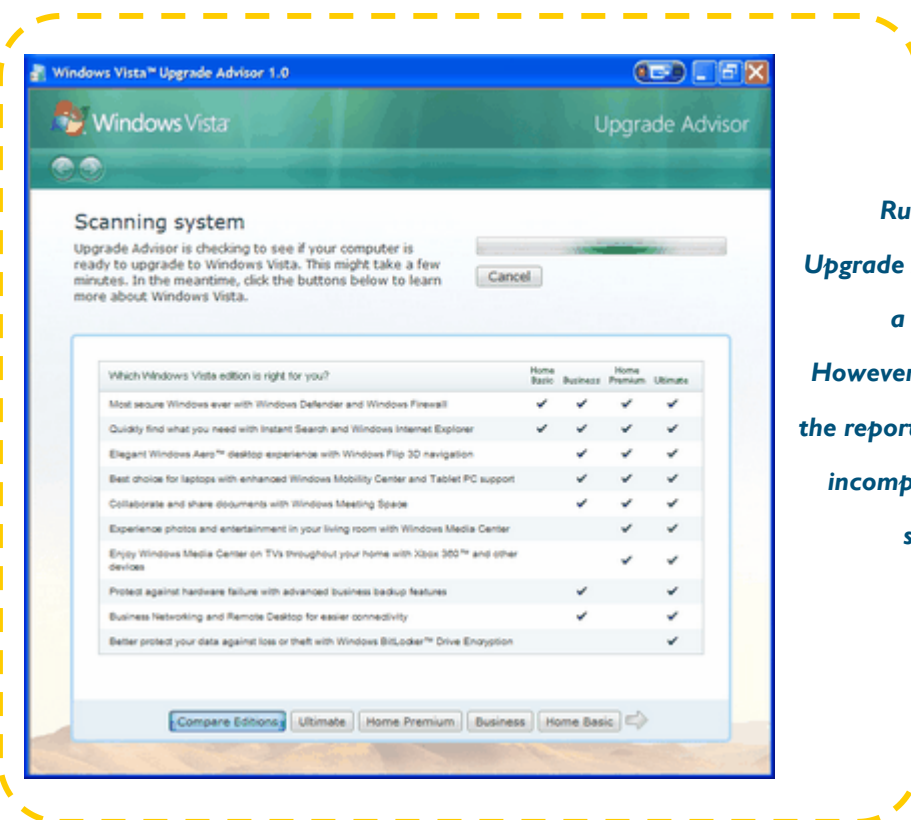 Windows Vista™ Upgrade Advisor 1.0
Windows Vista™
Upgrade Advisor
Scanning system
Upgrade Advisor is checking to see if your computer is
ready to upgrade to Windows Vista. This might take a few
minutes. In the meantime, click the buttons below to learn
more about Windows Vista.
Cancel
Which Windows Vista edition is right for you?
Home Basic
Business
Home Premium
Ultimate
Most secure Windows ever with Windows Defender and Windows Firewall
Quickly find what you need with Instant Search and Windows Internet Explorer
Elegant Windows Aero™ desktop experience with Windows Flip 3D navigation
Best choice for laptops with enhanced Windows Mobility Center and Tablet PC support
Collaborate and share documents with Windows Meeting Space
Experience photos and entertainment in your living room with Windows Media Center
Enjoy Windows Media Center on TVs throughout your home with Xbox 360™ and other
devices
Protect against hardware failure with advanced business backup features
Business Networking and Remote Desktop for easier connectivity
Better protect your data against loss or theft with Windows BitLocker™ Drive Encryption
Compare Editions
Ultimate
Home Premium
Business
Home Basic
Ru
Upgrade
a
However
the report
incomp
s